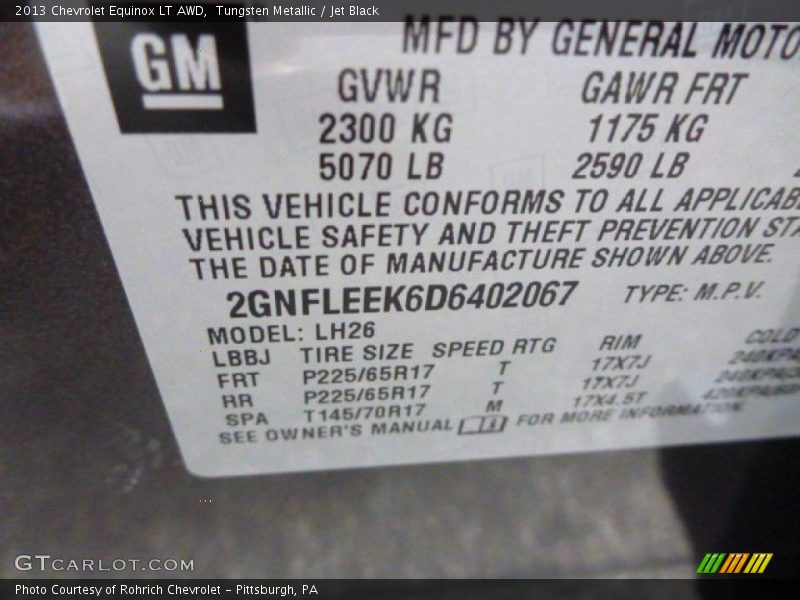 2013 Chevrolet Equinox LT AWD, Tungsten Metallic / Jet Black
GM
MFD BY GENERAL MOTO
GVWR GAWR FRT
2300 KG 1175 KG
5070 LB 2590 LB
THIS VEHICLE CONFORMS TO ALL APPLICAB
VEHICLE SAFETY AND THEFT PREVENTION STA
THE DATE OF MANUFACTURE SHOWN ABOVE.
2GNFLEEK6D6402067 TYPE: M.P.V.
MODEL: LH26
LBBJ TIRE SIZE SPEED RTG RIM COLD
FRT P225/65R17 T 17X7J 240KPA
RR P225/65R17 T 17X7J 240KPA
SPA T145/70R17 M 17X4.5T 420KPA
SEE OWNER'S MANUAL FOR MORE INFORMATION
GTCARLOT.COM
Photo Courtesy of Rohrich Chevrolet – Pittsburgh, PA